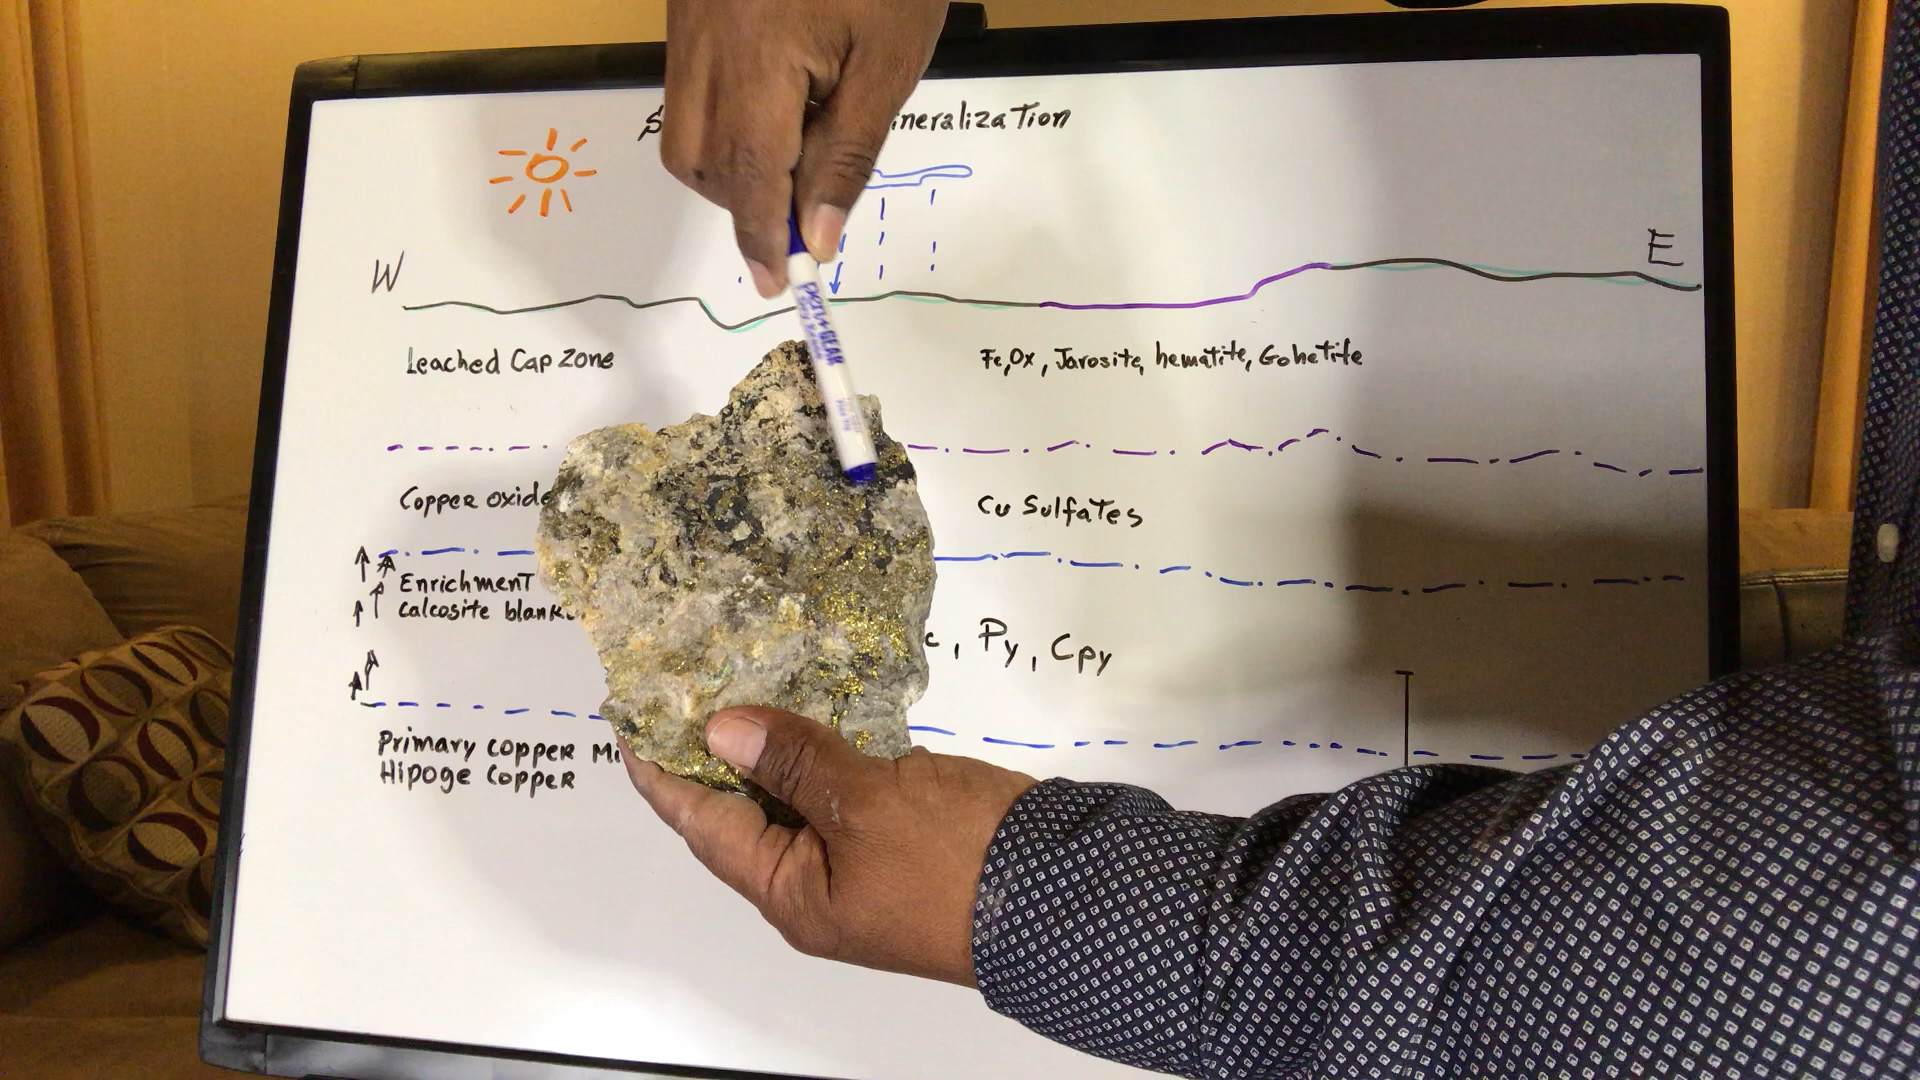 ineralization
W
E
Leached Cap Zone
Fe,Ox, Jarosite, hematite, Gohetite
Copper oxide
Cu Sulfates
Enrichment
Calcosite blank
c, Py, Cpy
Primary copper Mi
Hipoge Copper